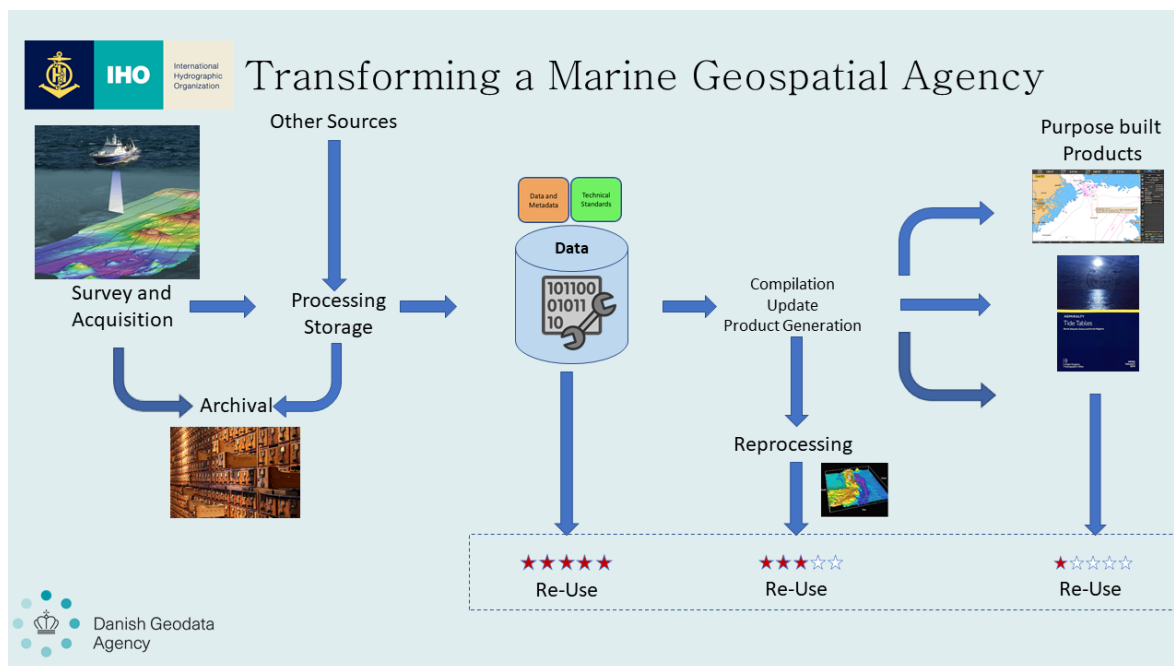 IHO
International
Hydrographic
Organization
Transforming a Marine Geospatial Agency
Other Sources
Purpose built
Products
Data and
Metadata
Technical
Standards
Data
101100
01011
10
Survey and
Acquisition
Processing
Storage
Compilation
Update
Product Generation
Tide Tables
Archival
Reprocessing
Re-Use
Re-Use
Re-Use
Danish Geodata
Agency